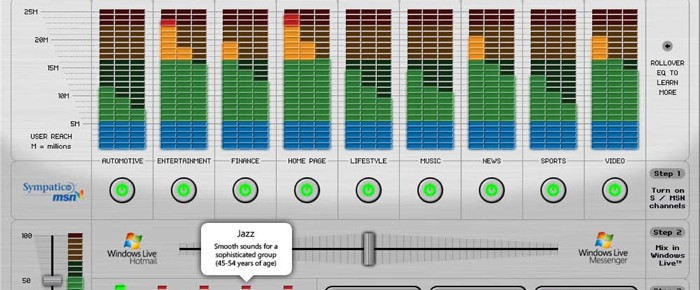 25M
20M
15M
10M
5M
USER REACH
M = millions
ROLLOVER
EQ TO
LEARN
MORE
AUTOMOTIVE
ENTERTAINMENT
FINANCE
HOME PAGE
LIFESTYLE
MUSIC
NEWS
SPORTS
VIDEO
Sympatico
msn
Step 1
Turn on
S / MSN
channels
Jazz
Smooth sounds for a
sophisticated group
(45-54 years of age)
Windows Live
Hotmail
Windows Live
Messenger
Step 2
Mix in
Windows
Live™
100
50